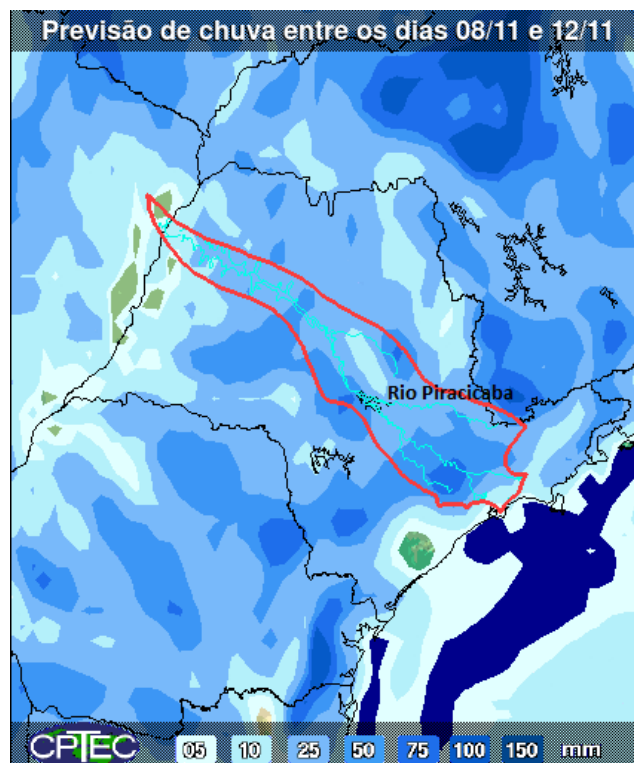 Previsão de chuva entre os dias 08/11 e 12/11
Rio Piracicaba
CPTEC 05 10 25 50 75 100 150 mm